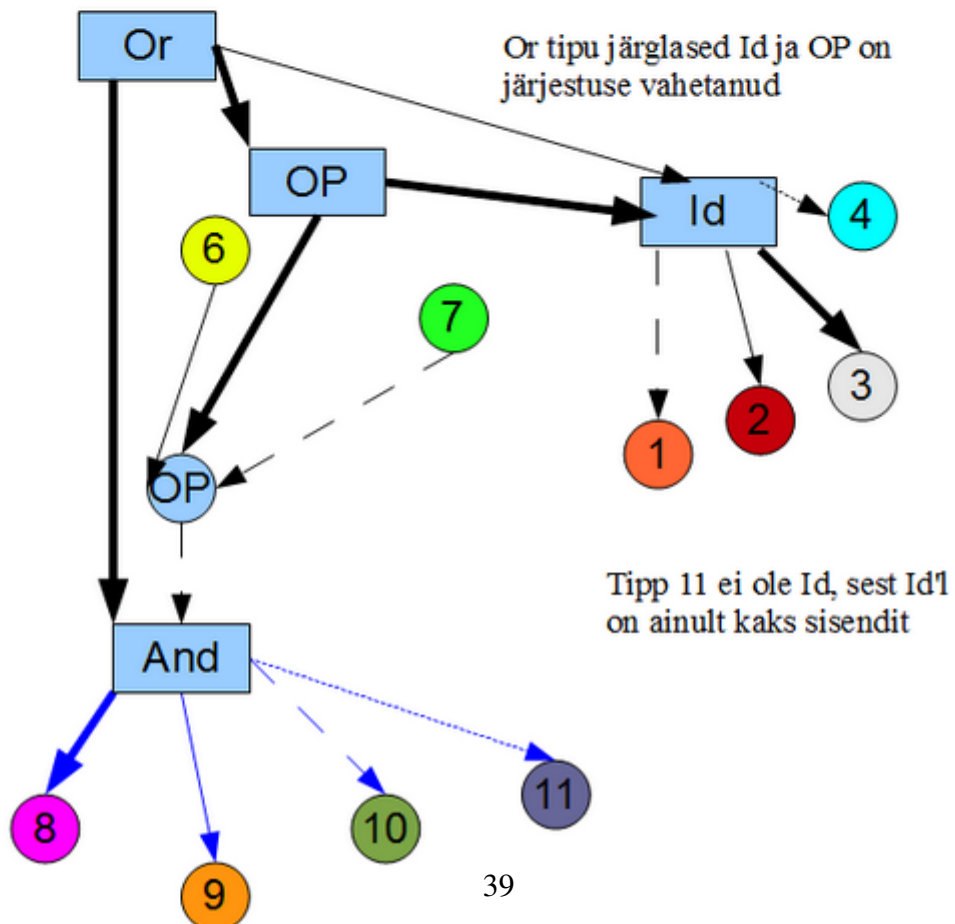 Or
Or tipu järglased Id ja OP on
järjestuse vahetanud
OP
Id
4
6
7
3
2
1
OP
Tipp 11 ei ole Id, sest Id'l
on ainult kaks sisendit
And
11
8
10
9
39